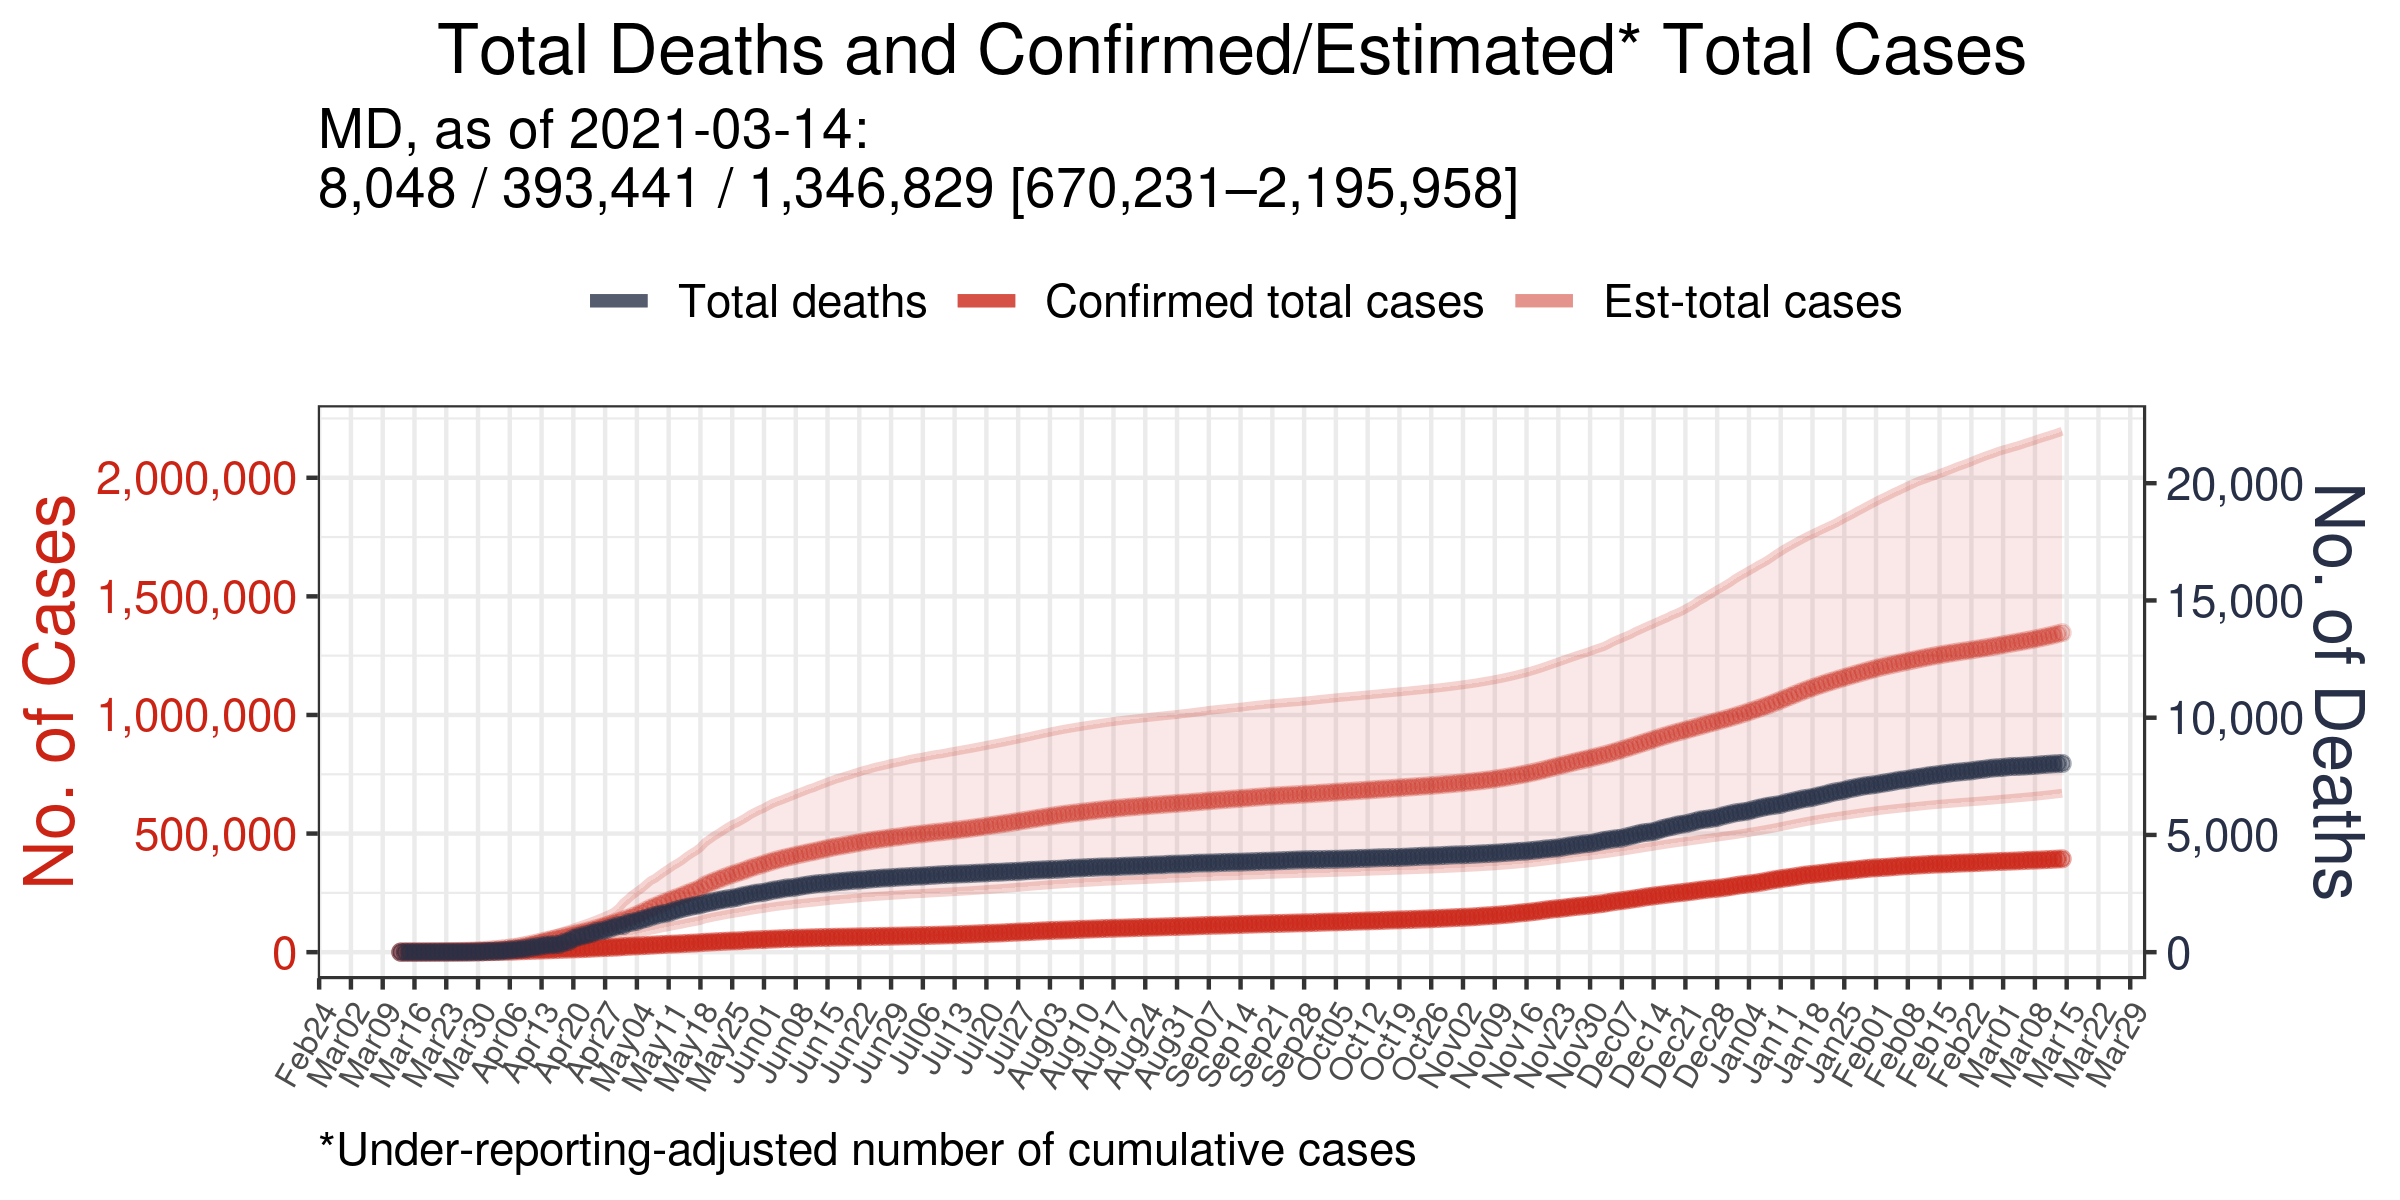 Total Deaths and Confirmed/Estimated* Total Cases
MD, as of 2021-03-14:
8,048 / 393,441 / 1,346,829 [670,231–2,195,958]
Total deaths
Confirmed total cases
Est-total cases
No. of Cases
2,000,000
1,500,000
1,000,000
500,000
0
20,000
15,000
10,000
5,000
0
No. of Deaths
Feb24
Mar02
Mar09
Mar16
Mar23
Mar30
Apr06
Apr13
Apr20
Apr27
May04
May11
May18
May25
Jun01
Jun08
Jun15
Jun22
Jun29
Jul06
Jul13
Jul20
Jul27
Aug03
Aug10
Aug17
Aug24
Aug31
Sep07
Sep14
Sep21
Sep28
Oct05
Oct12
Oct19
Oct26
Nov02
Nov09
Nov16
Nov23
Nov30
Dec07
Dec14
Dec21
Dec28
Jan04
Jan11
Jan18
Jan25
Feb01
Feb08
Feb15
Feb22
Mar01
Mar08
Mar15
Mar22
Mar29
*Under-reporting-adjusted number of cumulative cases